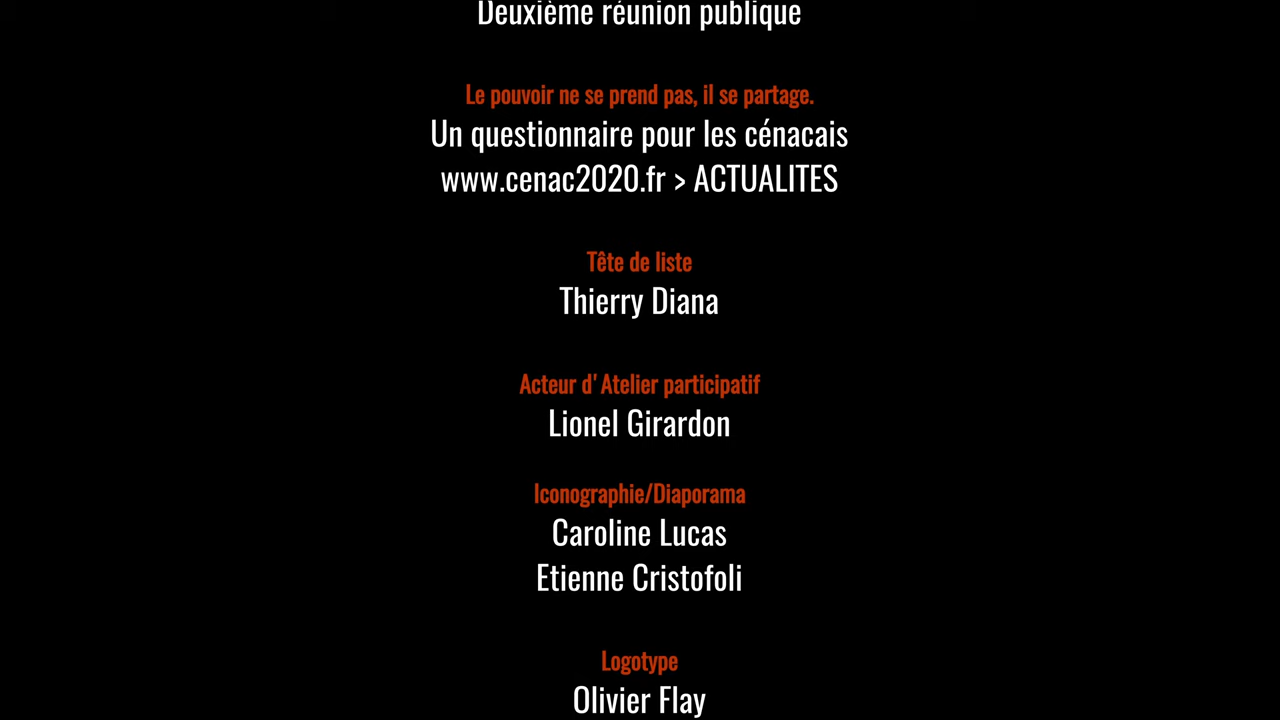 Deuxième réunion publique
Le pouvoir ne se prend pas, il se partage.
Un questionnaire pour les cénacais
www.cenac2020.fr > ACTUALITES
Tête de liste
Thierry Diana
Acteur d'Atelier participatif
Lionel Girardon
Iconographie/Diaporama
Caroline Lucas
Etienne Cristofoli
Logotype
Olivier Flay